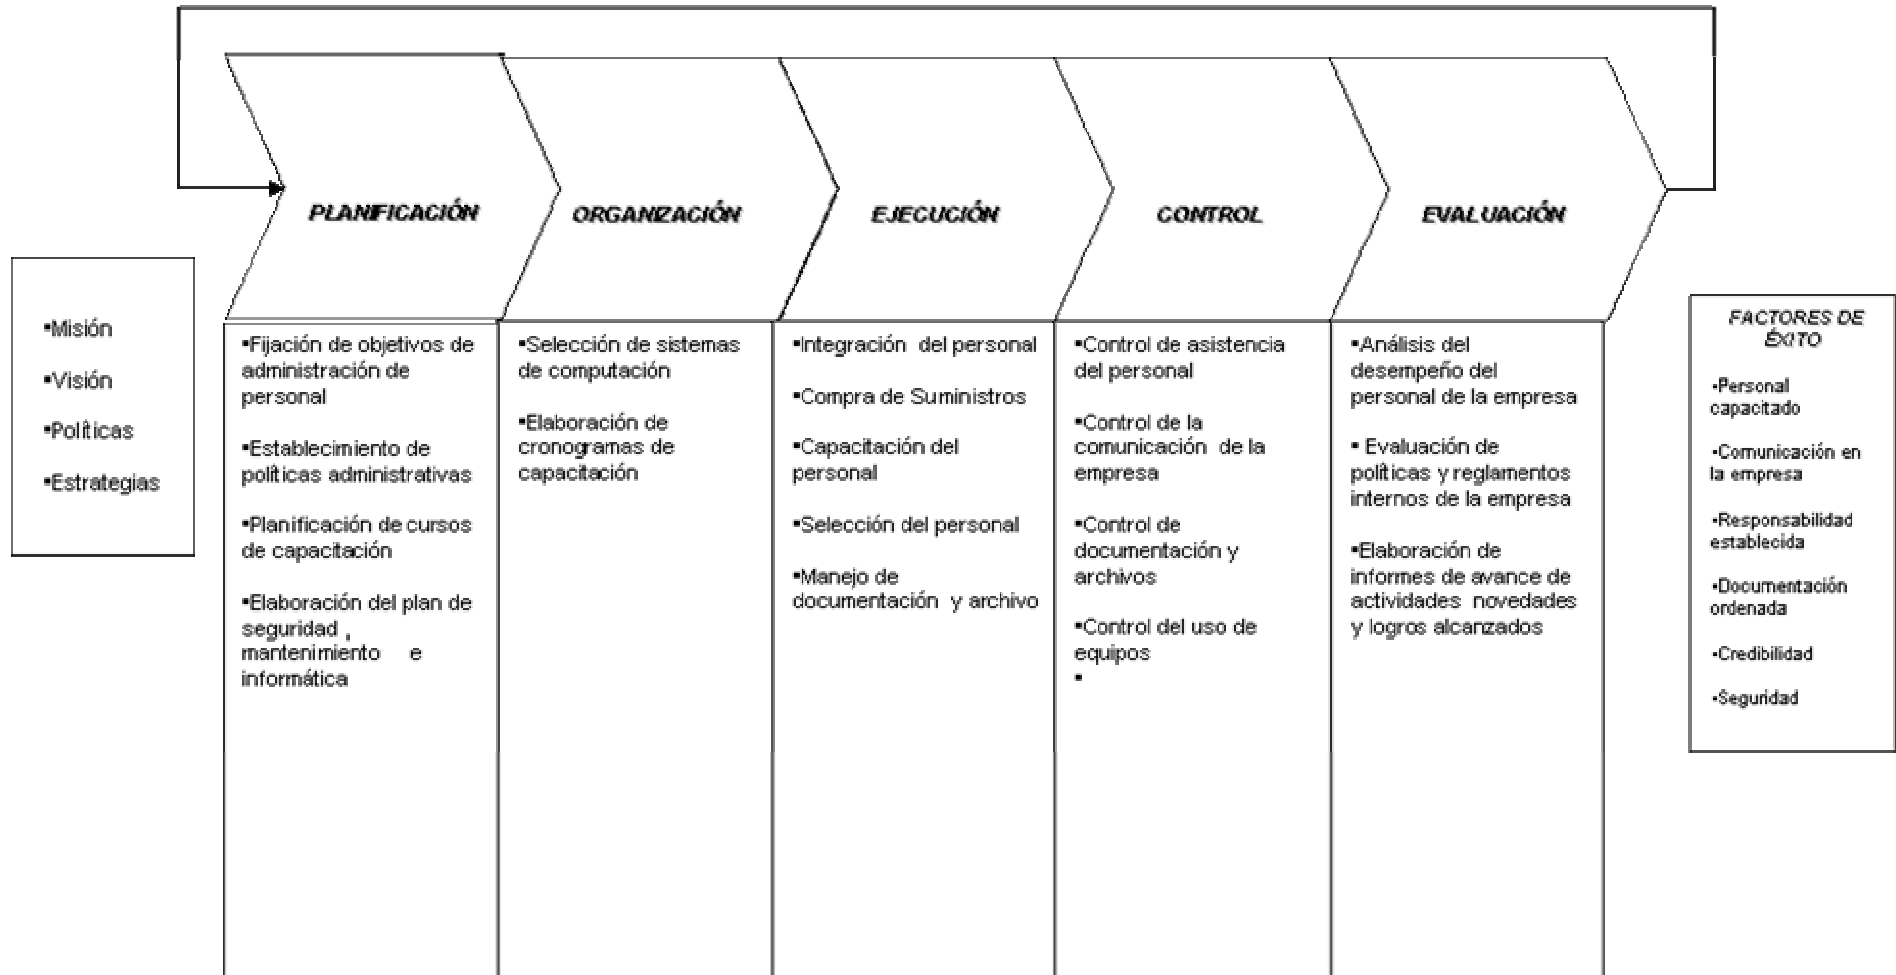 PLANIFICACIÓN
ORGANIZACIÓN
EJECUCIÓN
CONTROL
EVALUACIÓN
▪Misión
▪Visión
▪Políticas
▪Estrategias
▪Fijación de objetivos de
administración de
personal
▪Establecimiento de
políticas administrativas
▪Planificación de cursos
de capacitación
▪Elaboración del plan de
seguridad ,
mantenimiento e
informática
▪Selección de sistemas
de computación
▪Elaboración de
cronogramas de
capacitación
▪Integración del personal
▪Compra de Suministros
▪Capacitación del
personal
▪Selección del personal
▪Manejo de
documentación y archivo
▪Control de asistencia
del personal
▪Control de la
comunicación de la
empresa
▪Control de
documentación y
archivos
▪Control del uso de
equipos
▪
▪Análisis del
desempeño del
personal de la empresa
▪ Evaluación de
políticas y reglamentos
internos de la empresa
▪Elaboración de
informes de avance de
actividades novedades
y logros alcanzados
FACTORES DE
ÉXITO
•Personal
capacitado
•Comunicación en
la empresa
•Responsabilidad
establecida
•Documentación
ordenada
•Credibilidad
•Seguridad